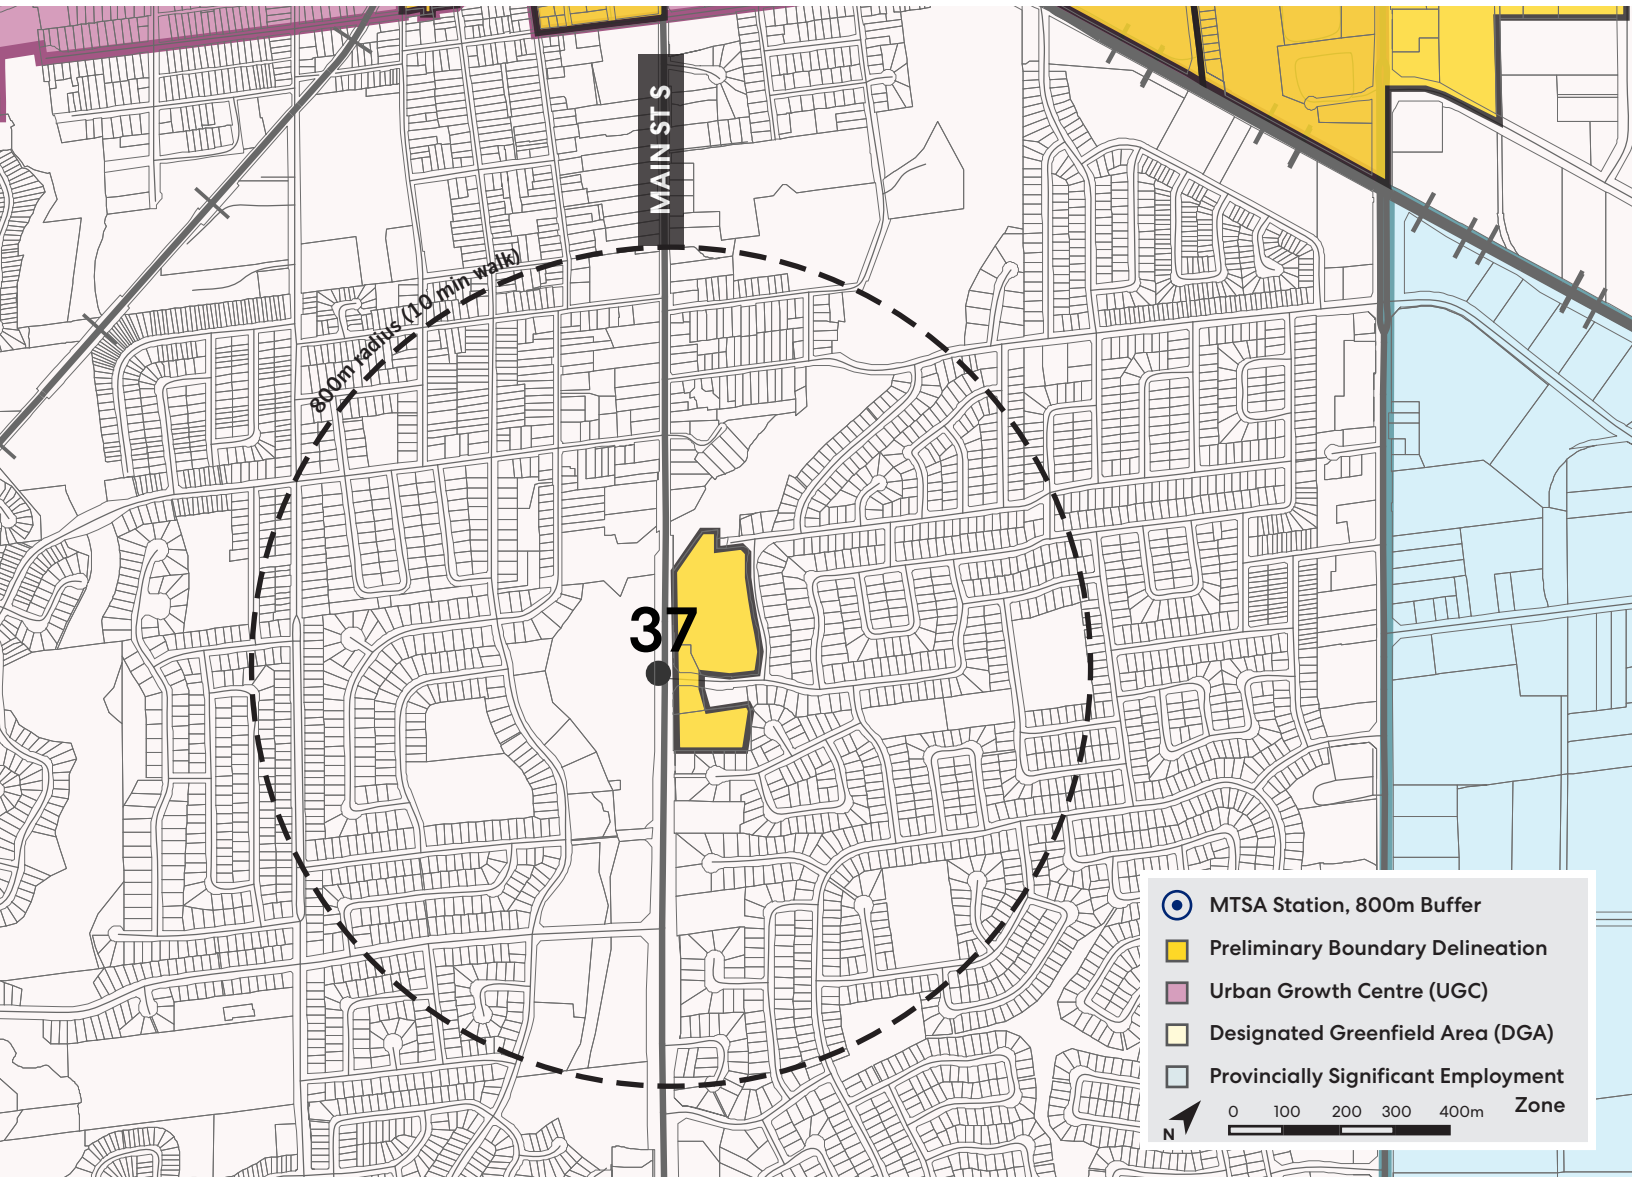 MAIN ST S
800m radius (10 min walk)
37
MTSA Station, 800m Buffer
Preliminary Boundary Delineation
Urban Growth Centre (UGC)
Designated Greenfield Area (DGA)
Provincially Significant Employment
Zone
N
0 100 200 300 400m